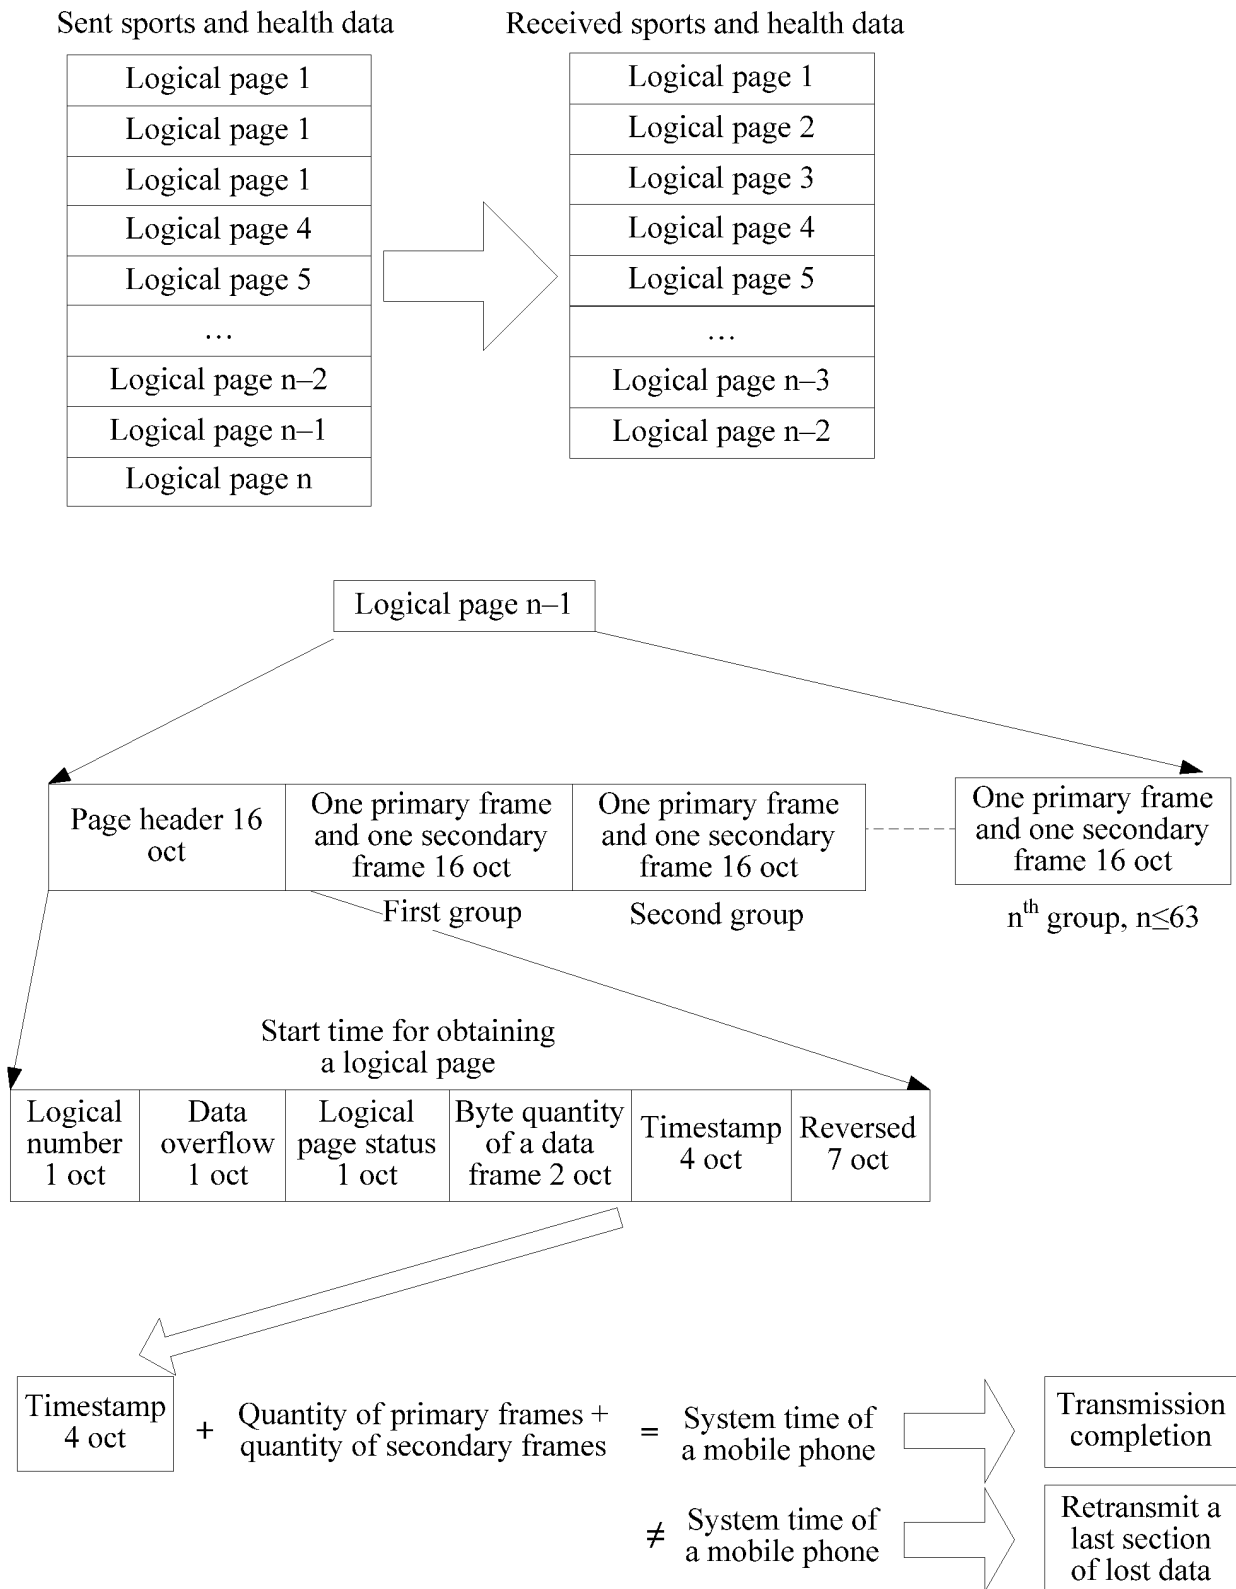 Sent sports and health data
Logical page 1
Logical page 1
Logical page 1
Logical page 4
Logical page 5
...
Logical page n–2
Logical page n–1
Logical page n
Received sports and health data
Logical page 1
Logical page 2
Logical page 3
Logical page 4
Logical page 5
...
Logical page n–3
Logical page n–2
Logical page n–1
Page header 16
oct
One primary frame
and one secondary
frame 16 oct
One primary frame
and one secondary
frame 16 oct
One primary frame
and one secondary
frame 16 oct
First group
Second group
nth group, n≤63
Start time for obtaining
a logical page
Logical
number
1 oct
Data
overflow
1 oct
Logical
page status
1 oct
Byte quantity
of a data
frame 2 oct
Timestamp
4 oct
Reversed
7 oct
Timestamp
4 oct
+
Quantity of primary frames +
quantity of secondary frames
=
System time of
a mobile phone
Transmission
completion
≠
System time of
a mobile phone
Retransmit a
last section
of lost data